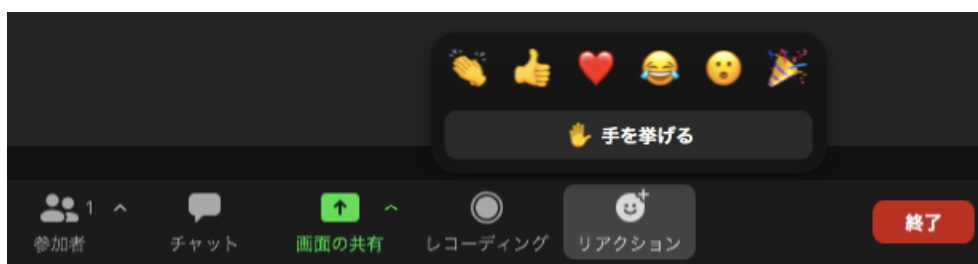 手を挙げる
1
参加者
チャット
画面の共有
レコーディング
リアクション
終了